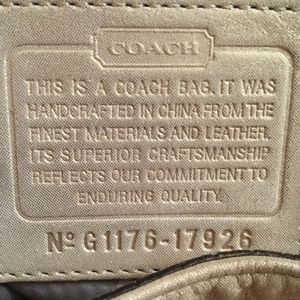 COACH
THIS IS A COACH BAG. IT WAS
HANDCRAFTED IN CHINA FROM THE
FINEST MATERIALS AND LEATHER.
ITS SUPERIOR CRAFTSMANSHIP
REFLECTS OUR COMMITMENT TO
ENDURING QUALITY.
Nº G1176-17926